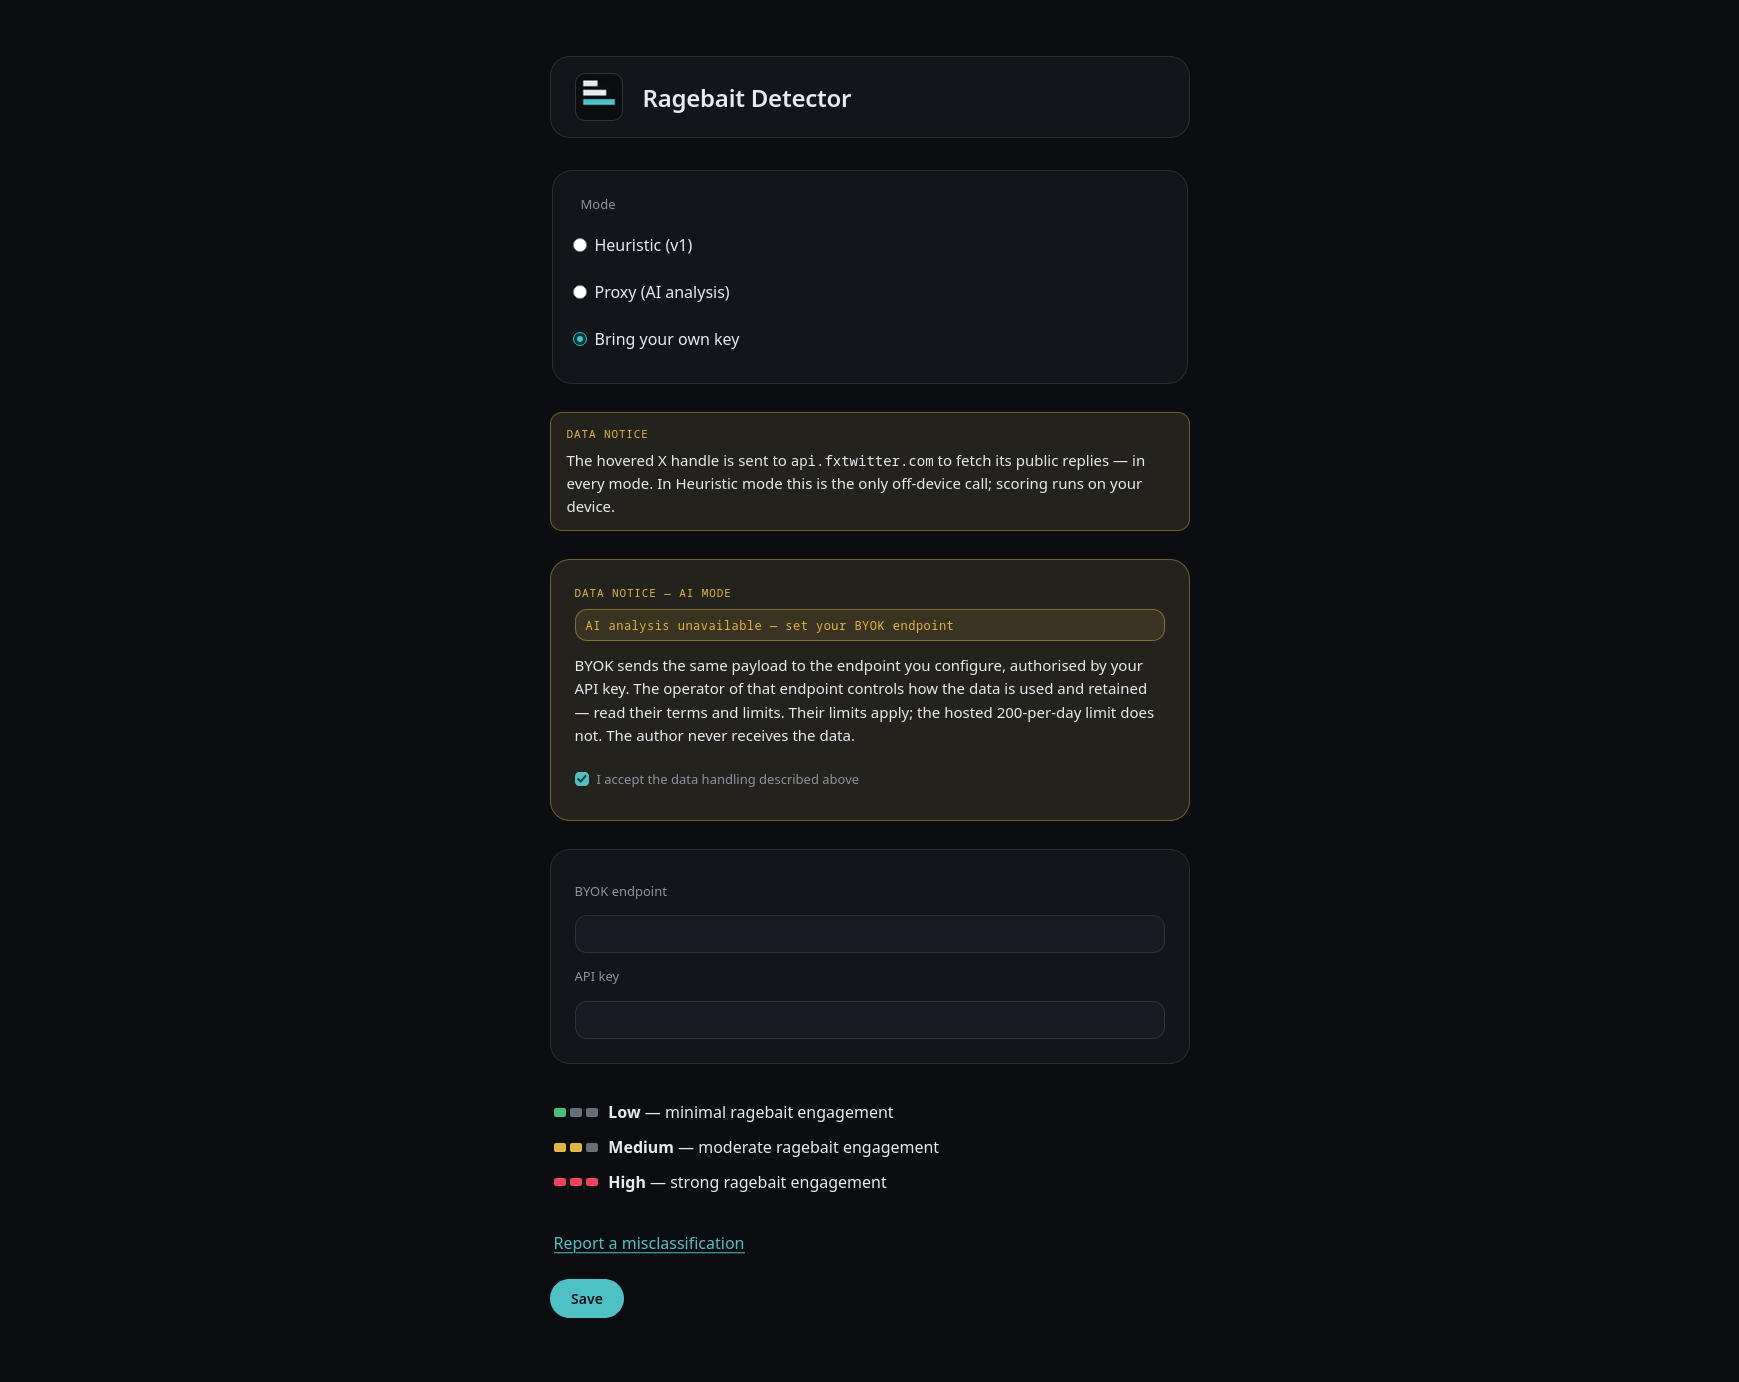 Ragebait Detector
Mode
Heuristic (v1)
Proxy (AI analysis)
Bring your own key
DATA NOTICE
The hovered X handle is sent to api.fxtwitter.com to fetch its public replies — in
every mode. In Heuristic mode this is the only off-device call; scoring runs on your
device.
DATA NOTICE — AI MODE
AI analysis unavailable — set your BYOK endpoint
BYOK sends the same payload to the endpoint you configure, authorised by your
API key. The operator of that endpoint controls how the data is used and retained
— read their terms and limits. Their limits apply; the hosted 200-per-day limit does
not. The author never receives the data.
I accept the data handling described above
BYOK endpoint
API key
Low — minimal ragebait engagement
Medium — moderate ragebait engagement
High — strong ragebait engagement
Report a misclassification
Save